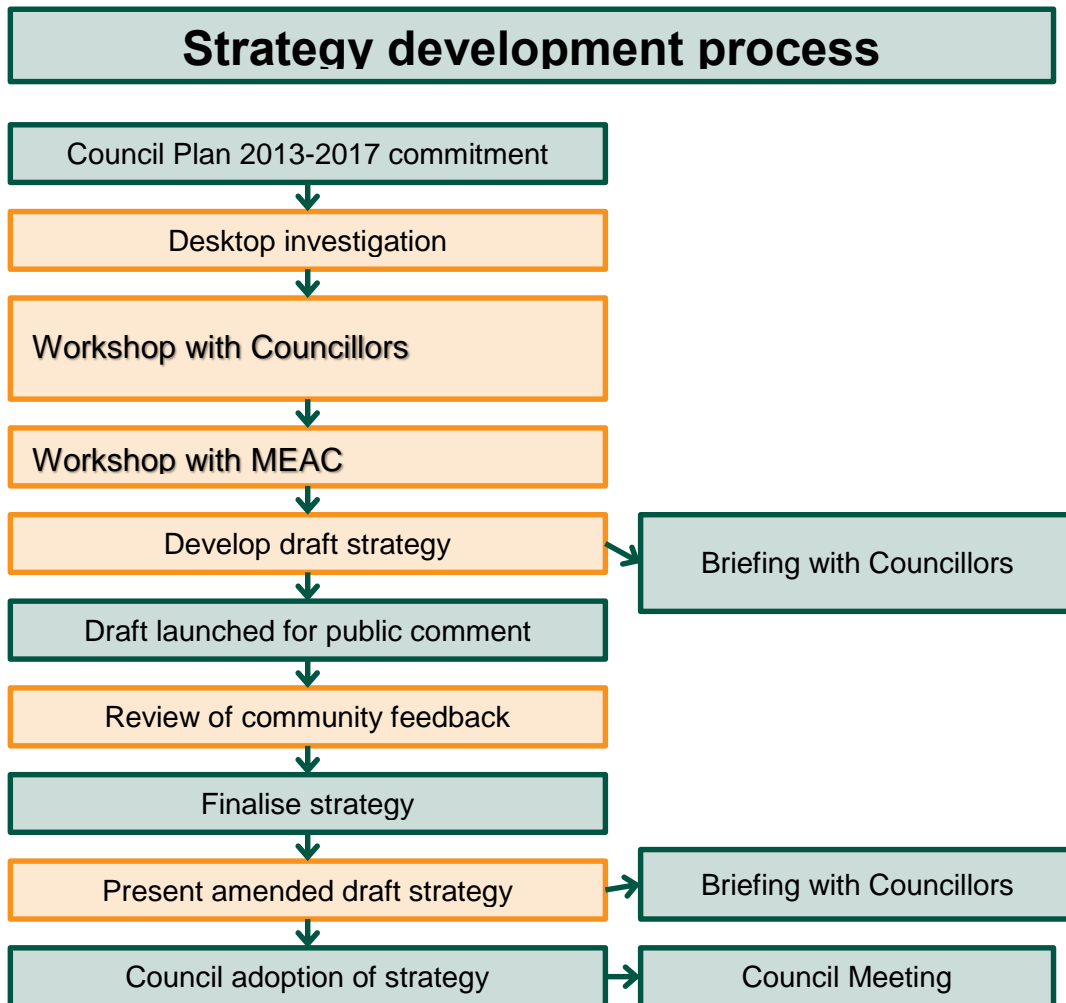 Strategy development process
Council Plan 2013-2017 commitment
Desktop investigation
Workshop with Councillors
Workshop with MEAC
Develop draft strategy
Briefing with Councillors
Draft launched for public comment
Review of community feedback
Finalise strategy
Present amended draft strategy
Briefing with Councillors
Council adoption of strategy
Council Meeting